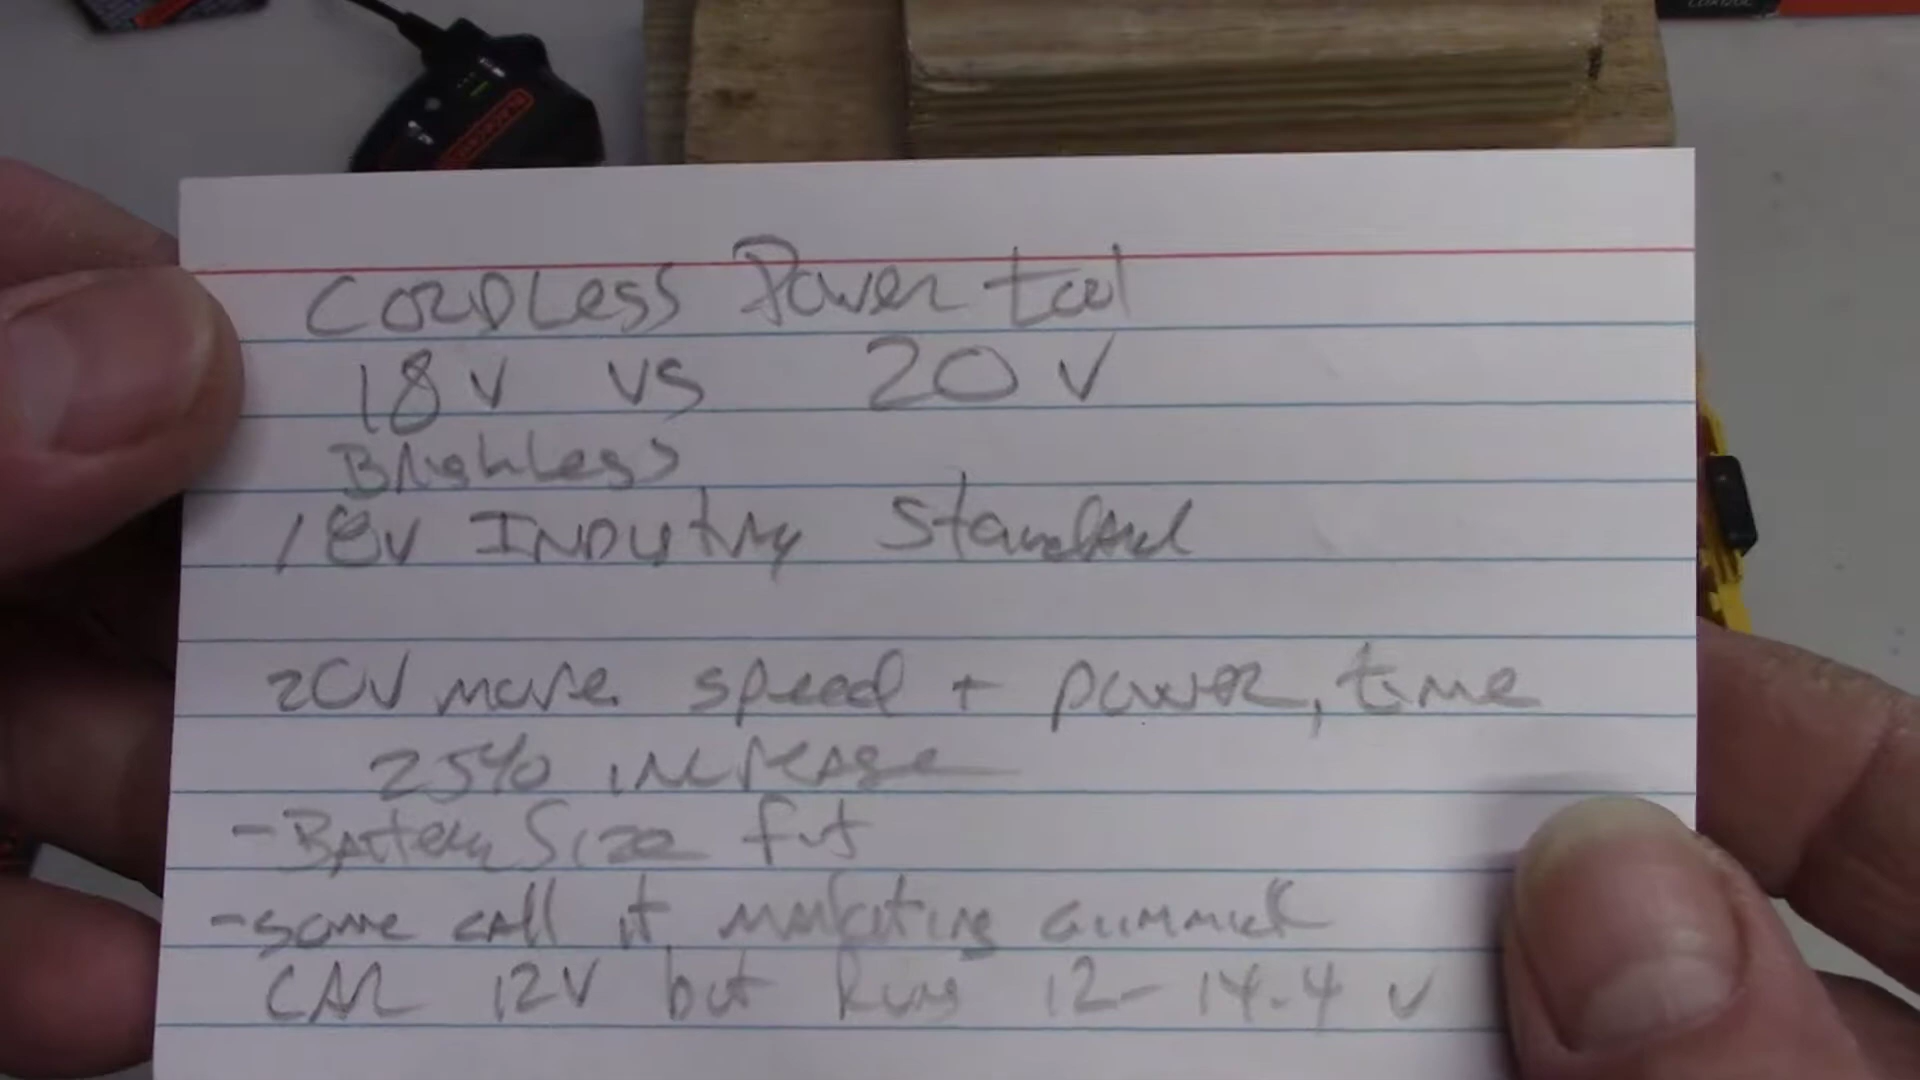 Cordless Power tool
18v vs 20v
Brushless
18v Industry Standard
20v more speed + power, time
25% increase
- Battery Size
- some call it marketing Gimmick
CAR 12V but Runs 12-14.4 v